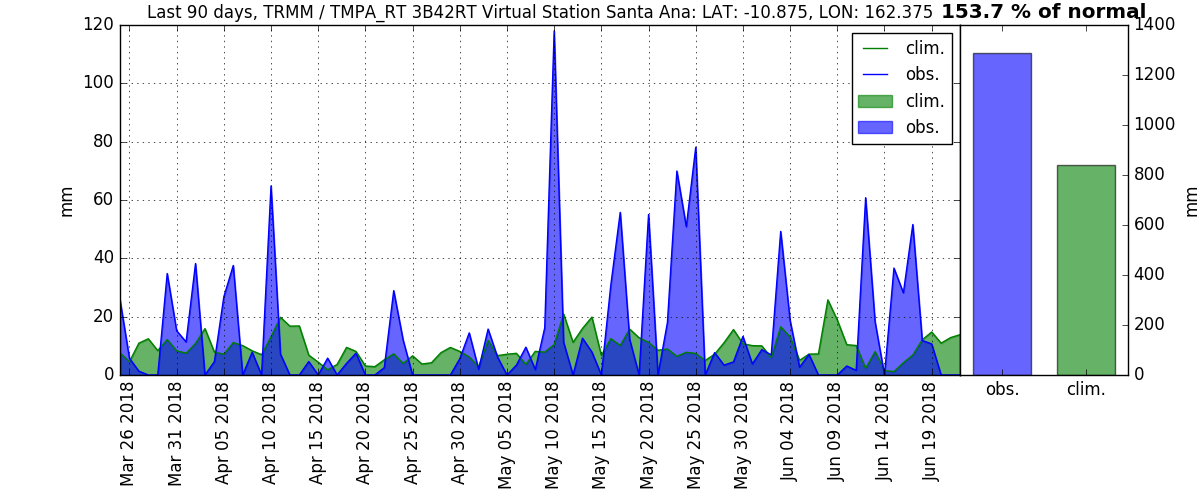 Last 90 days, TRMM / TMPA_RT 3B42RT Virtual Station Santa Ana: LAT: -10.875, LON: 162.375 153.7 % of normal
120
100
80
60
40
20
0
mm
clim.
obs.
clim.
obs.
1400
1200
1000
800
600
400
200
0
mm
obs.
clim.
Mar 26 2018
Mar 31 2018
Apr 05 2018
Apr 10 2018
Apr 15 2018
Apr 20 2018
Apr 25 2018
Apr 30 2018
May 05 2018
May 10 2018
May 15 2018
May 20 2018
May 25 2018
May 30 2018
Jun 04 2018
Jun 09 2018
Jun 14 2018
Jun 19 2018